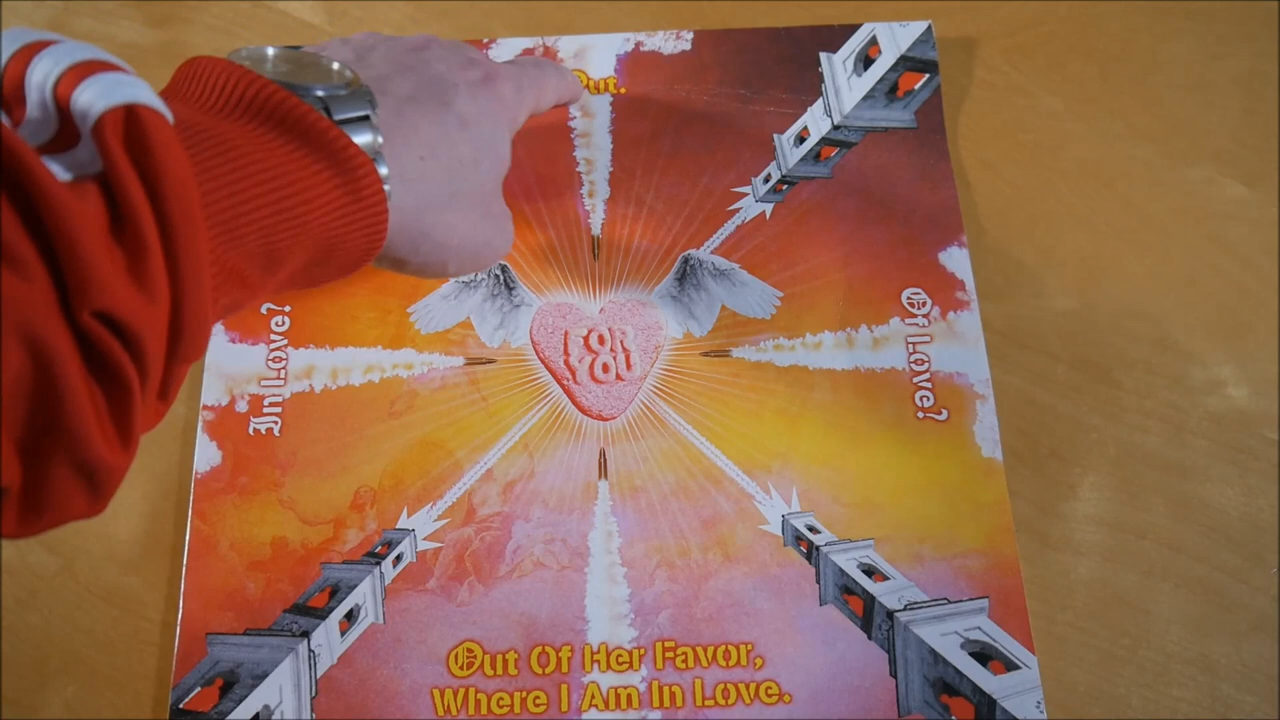 Out.
In Love?
Of Love?
FOR
YOU
Out Of Her Favor,
Where I Am In Love.